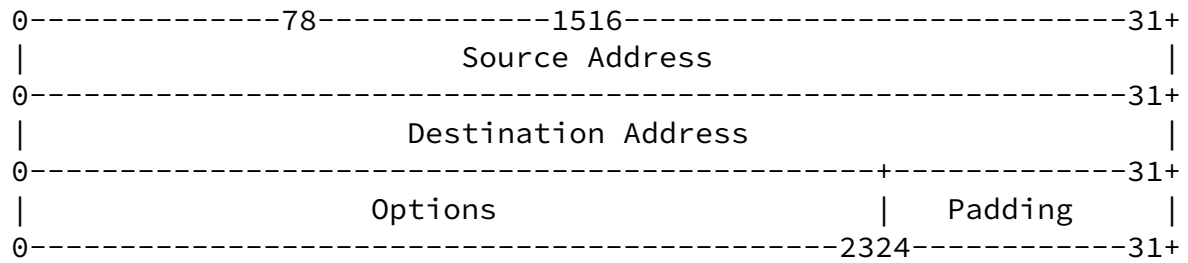 0--------------78-------------1516----------------------------31+
|                        Source Address                         |
0-------------------------------------------------------------31+
|                     Destination Address                       |
0-----------------------------------------------+-------------31+
|                   Options                     |   Padding     |
0---------------------------------------------2324------------31+